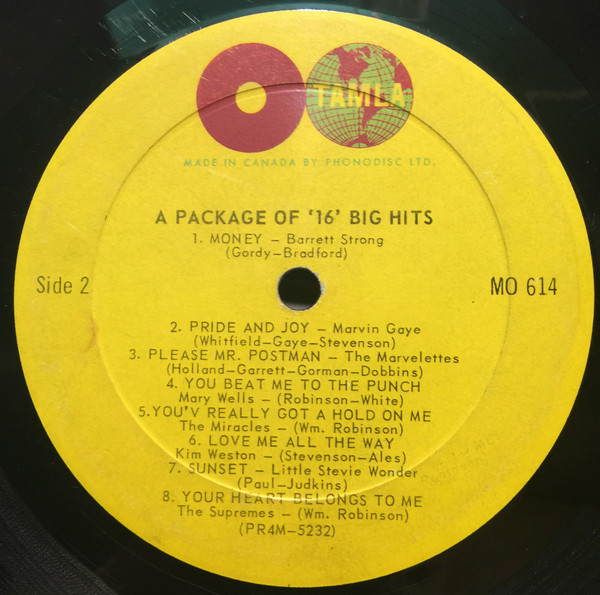 TAMLA
MADE IN CANADA BY PHONODISC LTD.
A PACKAGE OF '16' BIG HITS
1. MONEY – Barrett Strong
(Gordy–Bradford)
Side 2
MO 614
2. PRIDE AND JOY – Marvin Gaye
(Whitfield–Gaye–Stevenson)
3. PLEASE MR. POSTMAN – The Marvelettes
(Holland–Garrett–Gorman–Dobbins)
4. YOU BEAT ME TO THE PUNCH
Mary Wells – (Robinson–White)
5.YOU'V REALLY GOT A HOLD ON ME
The Miracles – (Wm. Robinson)
6. LOVE ME ALL THE WAY
Kim Weston – (Stevenson–Ales)
7. SUNSET – Little Stevie Wonder
(Paul–Judkins)
8. YOUR HEART BELONGS TO ME
The Supremes – (Wm. Robinson)
(PR4M–5232)